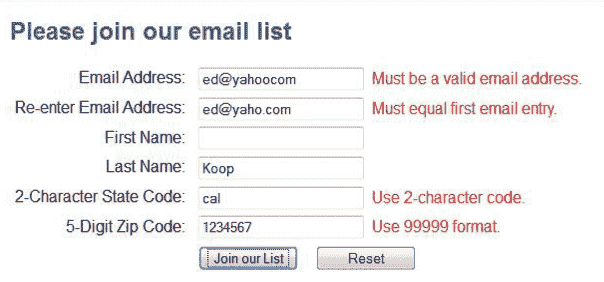 Please join our email list
Email Address: ed@yahoocom Must be a valid email address.
Re-enter Email Address: ed@yaho.com Must equal first email entry.
First Name:
Last Name: Koop
2-Character State Code: cal Use 2-character code.
5-Digit Zip Code: 1234567 Use 99999 format.
Join our List Reset